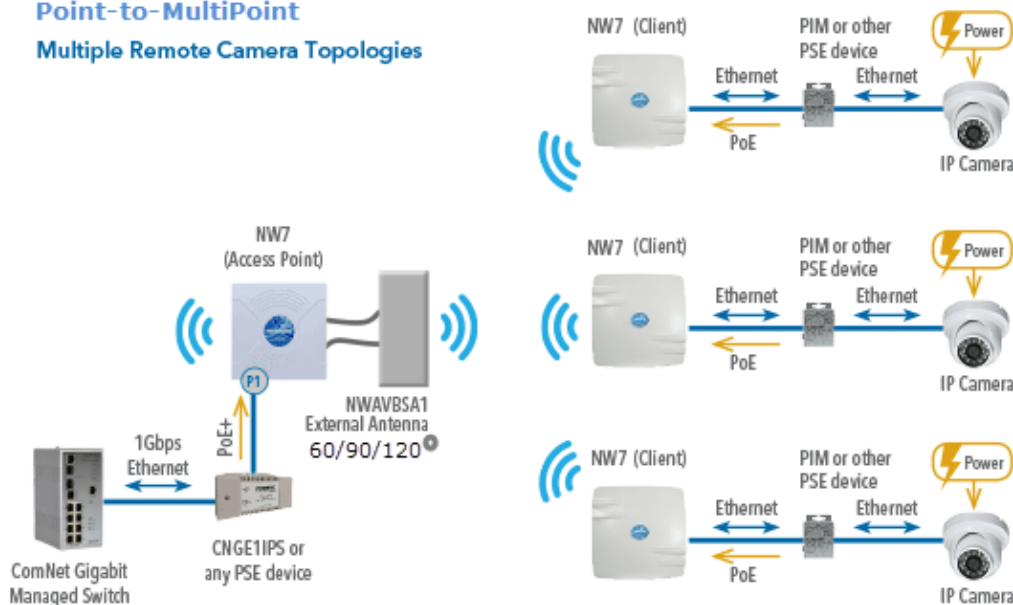 Point-to-MultiPoint
Multiple Remote Camera Topologies
NW7
(Access Point)
P1
NWAVBSA1
External Antenna
60/90/120°
PoE+
1Gbps
Ethernet
CNGE1IPS or
any PSE device
ComNet Gigabit
Managed Switch
NW7 (Client)
PIM or other
PSE device
Power
Ethernet
Ethernet
PoE
IP Camera
NW7 (Client)
PIM or other
PSE device
Power
Ethernet
Ethernet
PoE
IP Camera
NW7 (Client)
PIM or other
PSE device
Power
Ethernet
Ethernet
PoE
IP Camera